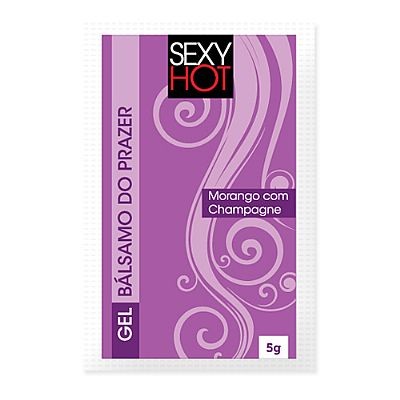 SEXY
HOT
GEL BÁLSAMO DO PRAZER
Morango com
Champagne
5g